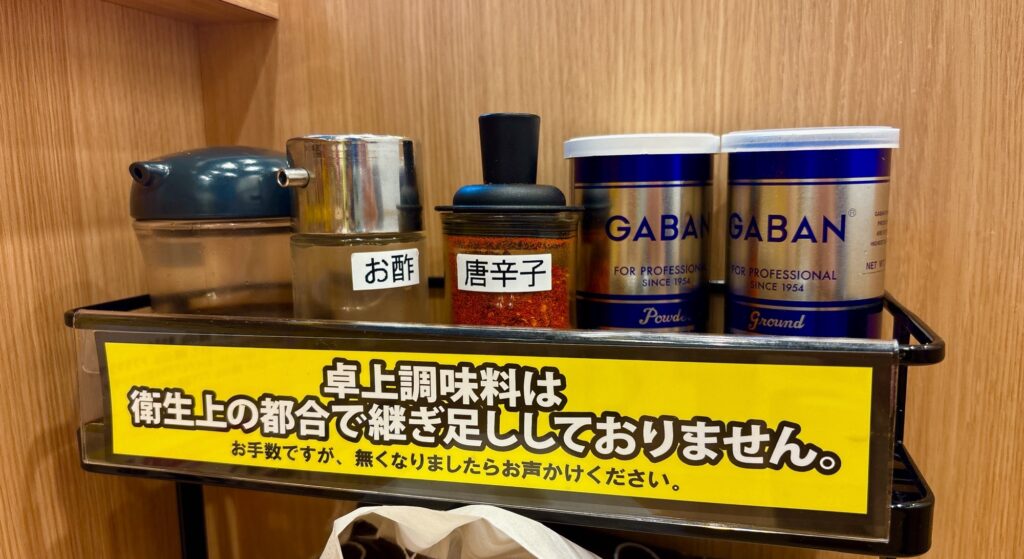 お酢
唐辛子
GABAN
FOR PROFESSIONAL
SINCE 1954
GABAN®
FOR PROFESSIONAL
SINCE 1954
Ground
卓上調味料は
衛生上の都合で継ぎ足ししておりません。
お手数ですが、無くなりましたらお声かけください。